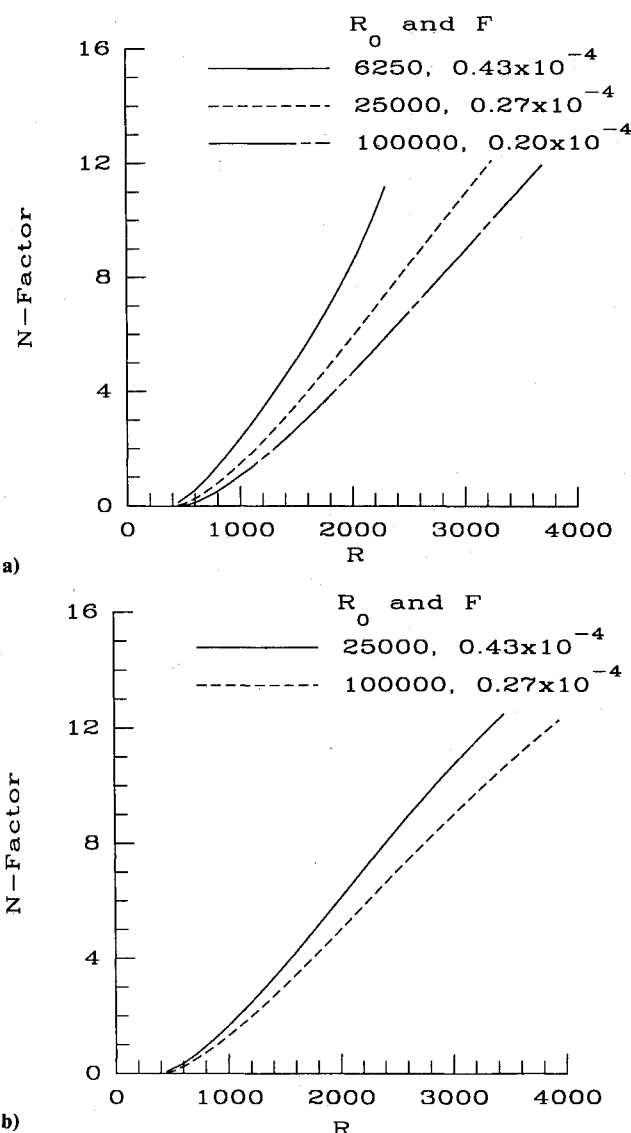 R₀ and F
16
6250, 0.43x10⁻⁴
25000, 0.27x10⁻⁴
100000, 0.20x10⁻⁴
12
8
4
0
N-Factor
0 1000 2000 3000 4000
R
a)
R₀ and F
16
25000, 0.43x10⁻⁴
100000, 0.27x10⁻⁴
12
8
4
0
N-Factor
0 1000 2000 3000 4000
R
b)